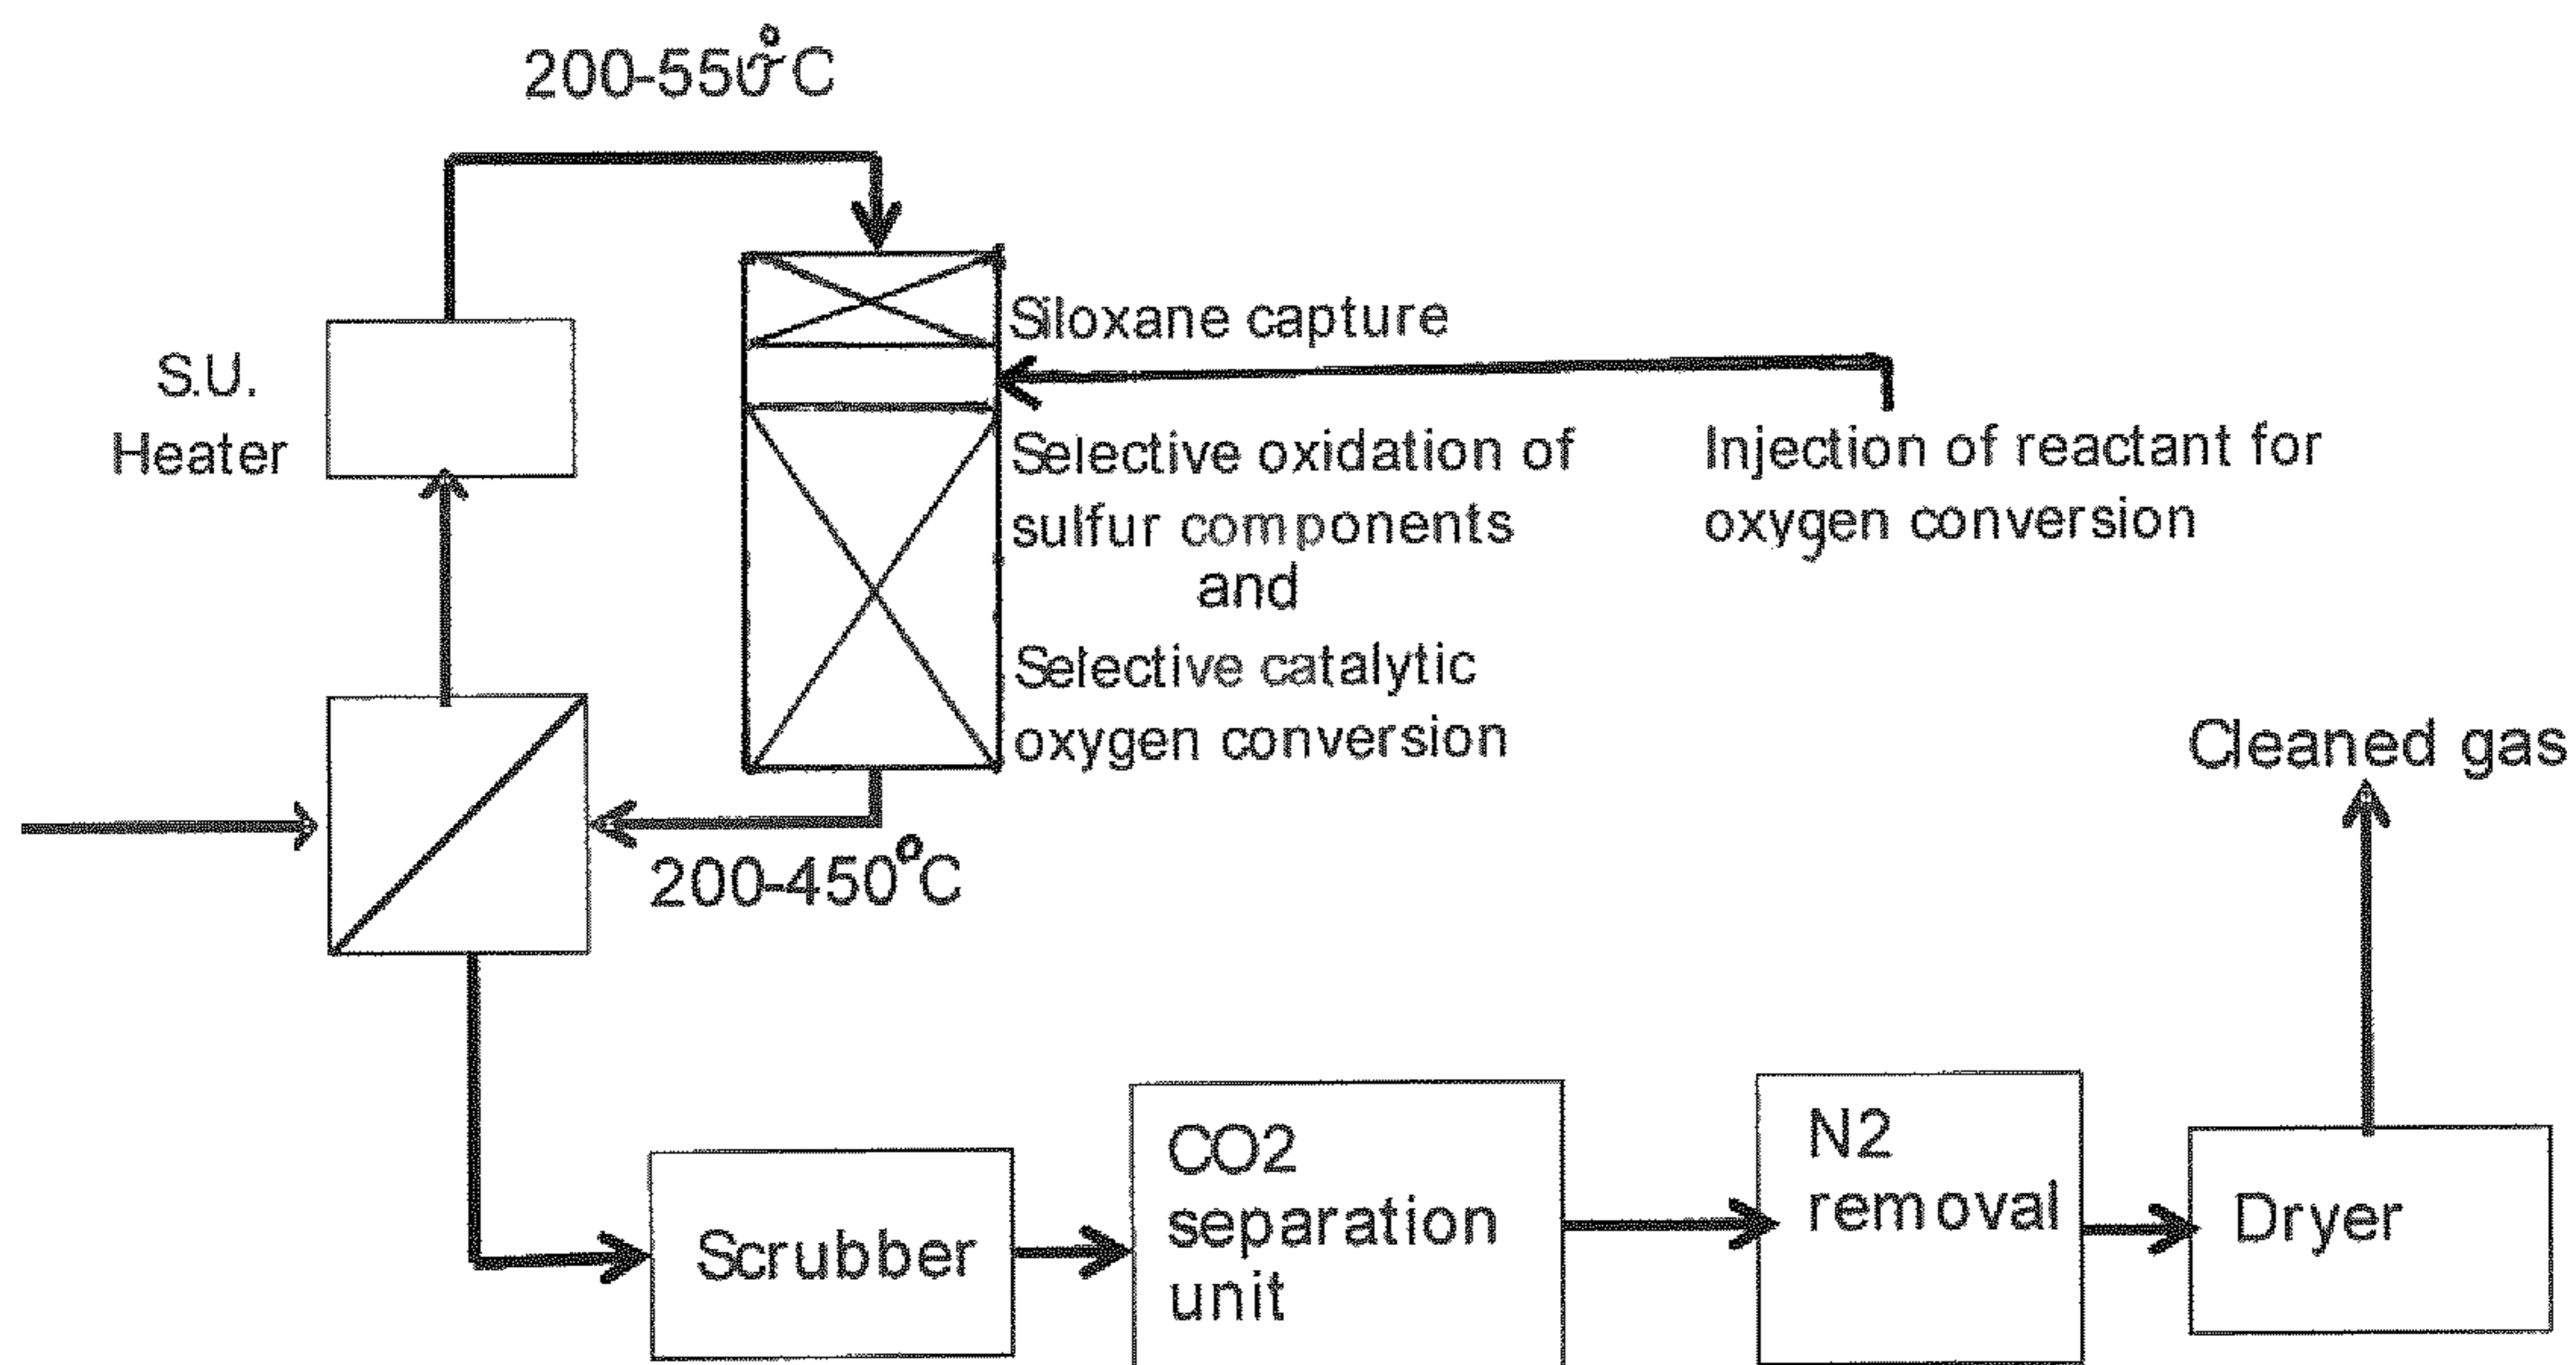 200-550°C
S.U.
Heater
Siloxane capture
Selective oxidation of
sulfur components
and
Selective catalytic
oxygen conversion
Injection of reactant for
oxygen conversion
200-450°C
Cleaned gas
Scrubber
CO2
separation
unit
N2
removal
Dryer